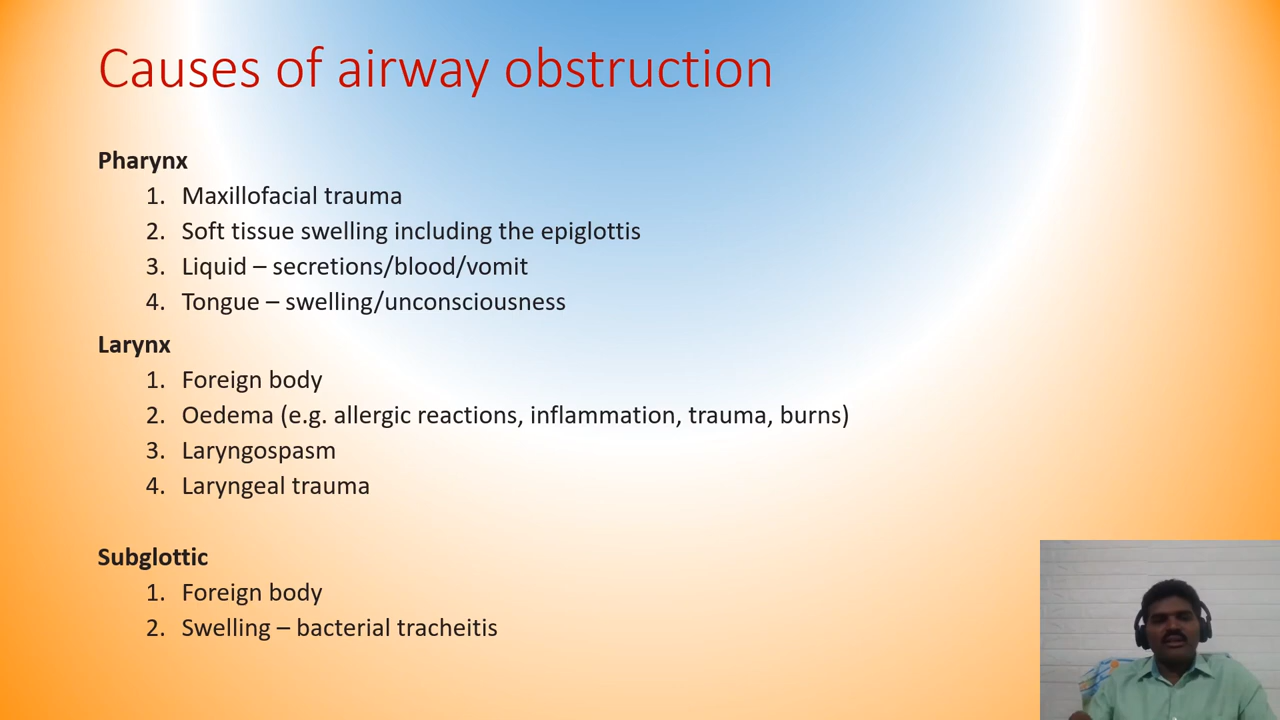 Causes of airway obstruction
Pharynx
1. Maxillofacial trauma
2. Soft tissue swelling including the epiglottis
3. Liquid – secretions/blood/vomit
4. Tongue – swelling/unconsciousness
Larynx
1. Foreign body
2. Oedema (e.g. allergic reactions, inflammation, trauma, burns)
3. Laryngospasm
4. Laryngeal trauma
Subglottic
1. Foreign body
2. Swelling – bacterial tracheitis